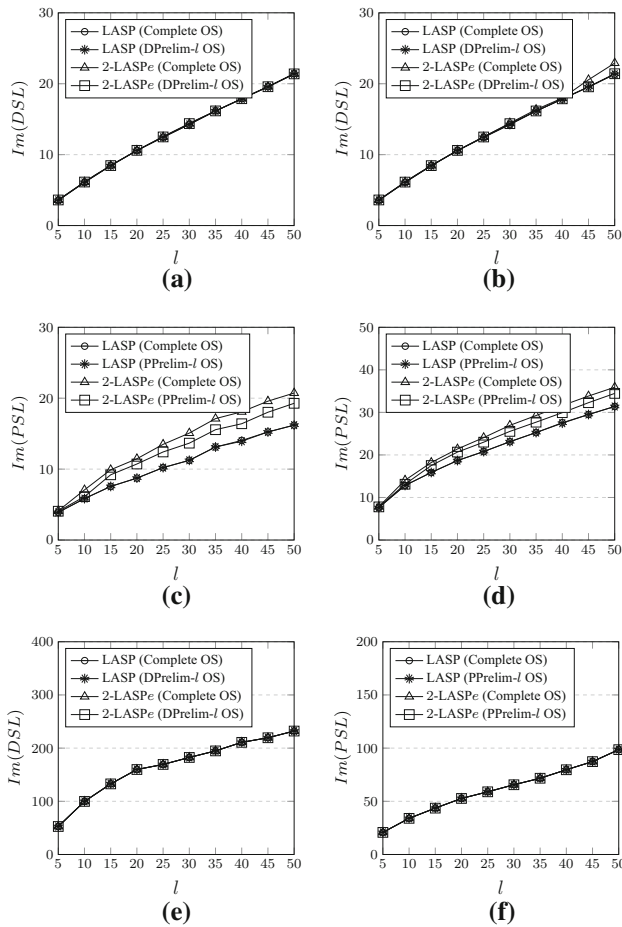 LASP (Complete OS)
LASP (DPrelim-l OS)
2-LASPe (Complete OS)
2-LASPe (DPrelim-l OS)
Im(DSL)
30
20
10
0
5 10 15 20 25 30 35 40 45 50
l
(a)
LASP (Complete OS)
LASP (DPrelim-l OS)
2-LASPe (Complete OS)
2-LASPe (DPrelim-l OS)
Im(DSL)
30
20
10
0
5 10 15 20 25 30 35 40 45 50
l
(b)
LASP (Complete OS)
LASP (PPrelim-l OS)
2-LASPe (Complete OS)
2-LASPe (PPrelim-l OS)
Im(PSL)
30
20
10
0
5 10 15 20 25 30 35 40 45 50
l
(c)
LASP (Complete OS)
LASP (PPrelim-l OS)
2-LASPe (Complete OS)
2-LASPe (PPrelim-l OS)
Im(PSL)
50
40
30
20
10
0
5 10 15 20 25 30 35 40 45 50
l
(d)
LASP (Complete OS)
LASP (DPrelim-l OS)
2-LASPe (Complete OS)
2-LASPe (DPrelim-l OS)
Im(DSL)
400
300
200
100
0
5 10 15 20 25 30 35 40 45 50
l
(e)
LASP (Complete OS)
LASP (PPrelim-l OS)
2-LASPe (Complete OS)
2-LASPe (PPrelim-l OS)
Im(PSL)
200
150
100
50
0
5 10 15 20 25 30 35 40 45 50
l
(f)